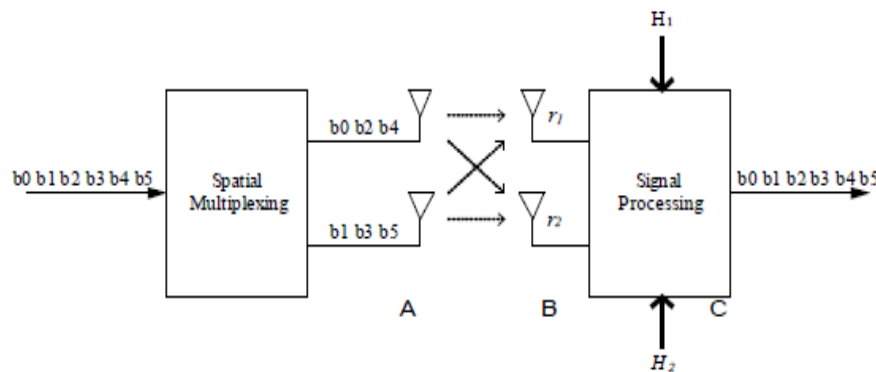 H1
b0 b2 b4
r1
b0 b1 b2 b3 b4 b5
Spatial
Multiplexing
Signal
Processing
b0 b1 b2 b3 b4 b5
b1 b3 b5
r2
A
B
C
H2